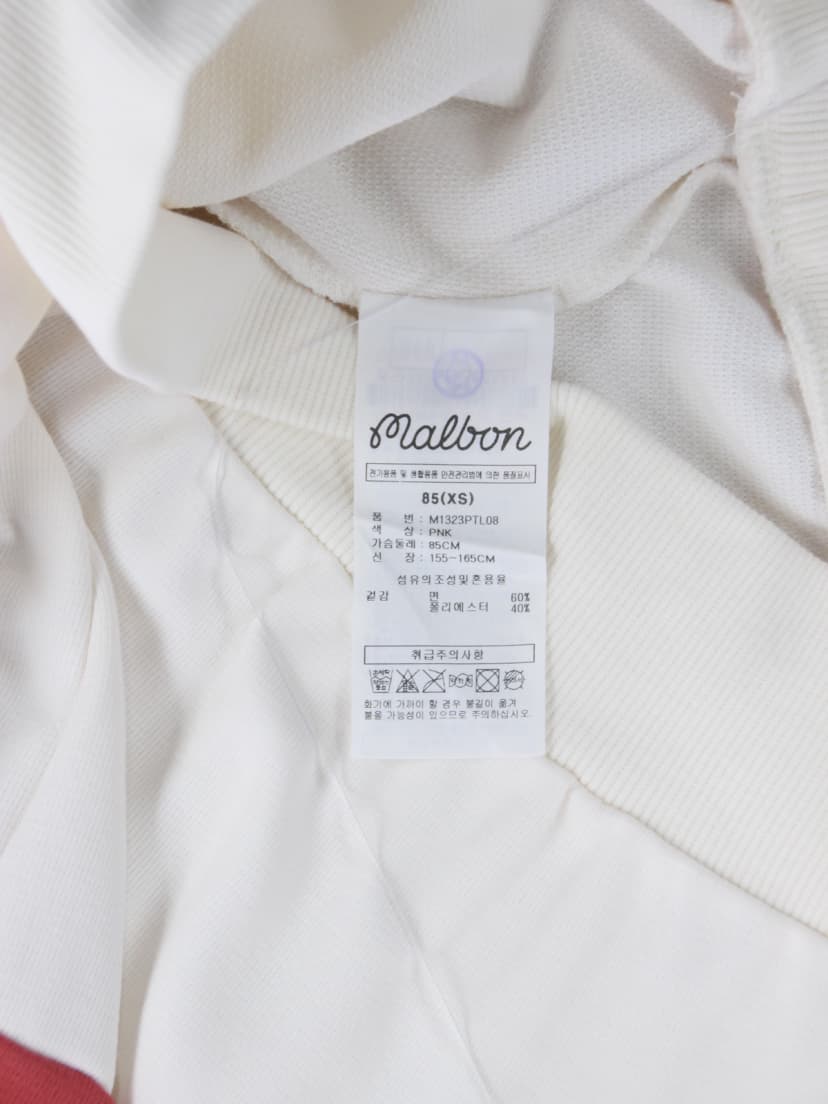 Malbon
전기용품 및 생활용품 안전관리법에 의한 품질표시
85(XS)
품 번 : M1323PTL08
색 상 : PNK
가슴둘레 : 85CM
신 장 : 155~165CM
섬유의조성및혼용율
겉감 면 60%
폴리에스터 40%
취급주의사항
화기에 가까이 할 경우 불길이 옮겨
붙을 가능성이 있으므로 주의하십시오.